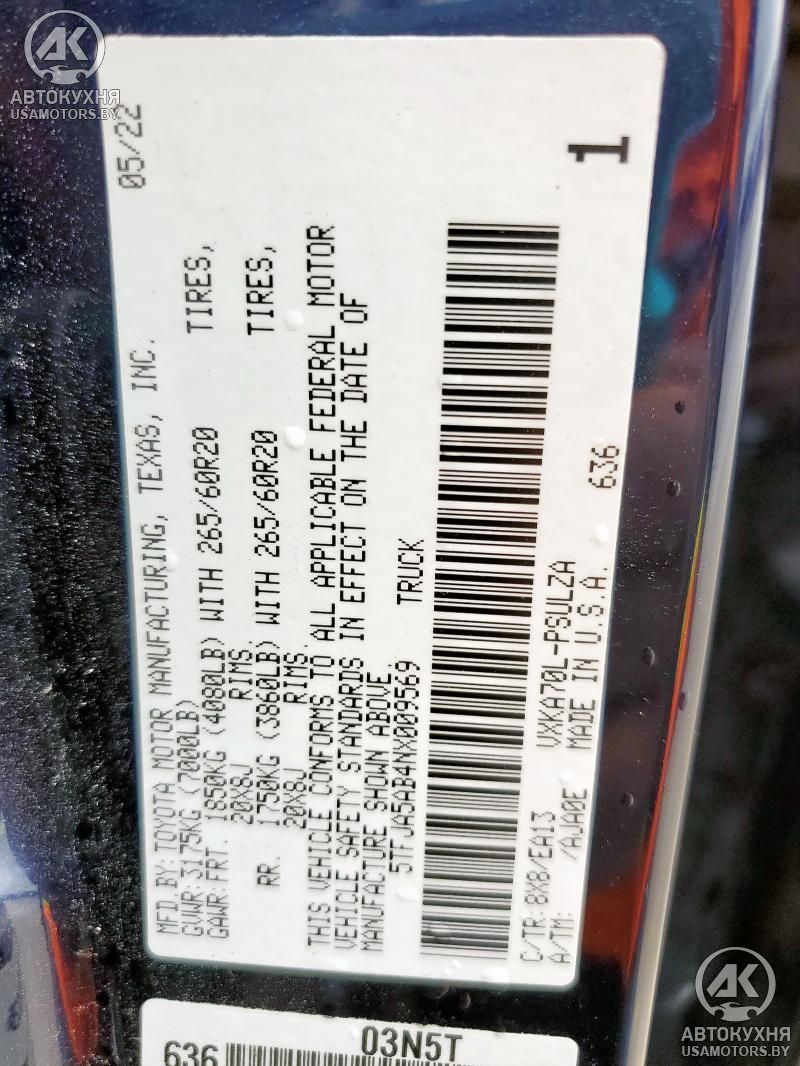 AK
АВТОКУХНЯ
USAMOTORS.BY
MFD.BY:TOYOTA MOTOR MANUFACTURING, TEXAS, INC. 05/22
GVWR:3175KG (7000LB)
GAWR:FRT. 1850KG (4080LB) WITH 265/60R20 TIRES,
20X8J RIMS.
RR. 1750KG (3860LB) WITH 265/60R20 TIRES,
20X8J RIMS.
THIS VEHICLE CONFORMS TO ALL APPLICABLE FEDERAL MOTOR
VEHICLE SAFETY STANDARDS IN EFFECT ON THE DATE OF
MANUFACTURE SHOWN ABOVE.
5TFJA5AB4NX009569 TRUCK
C/TR:8X8/EA13 VXKA70L-PSULZA 636
A/TM: /AJA0E MADE IN U.S.A.
1
636 03N5T
AK
АВТОКУХНЯ
USAMOTORS.BY